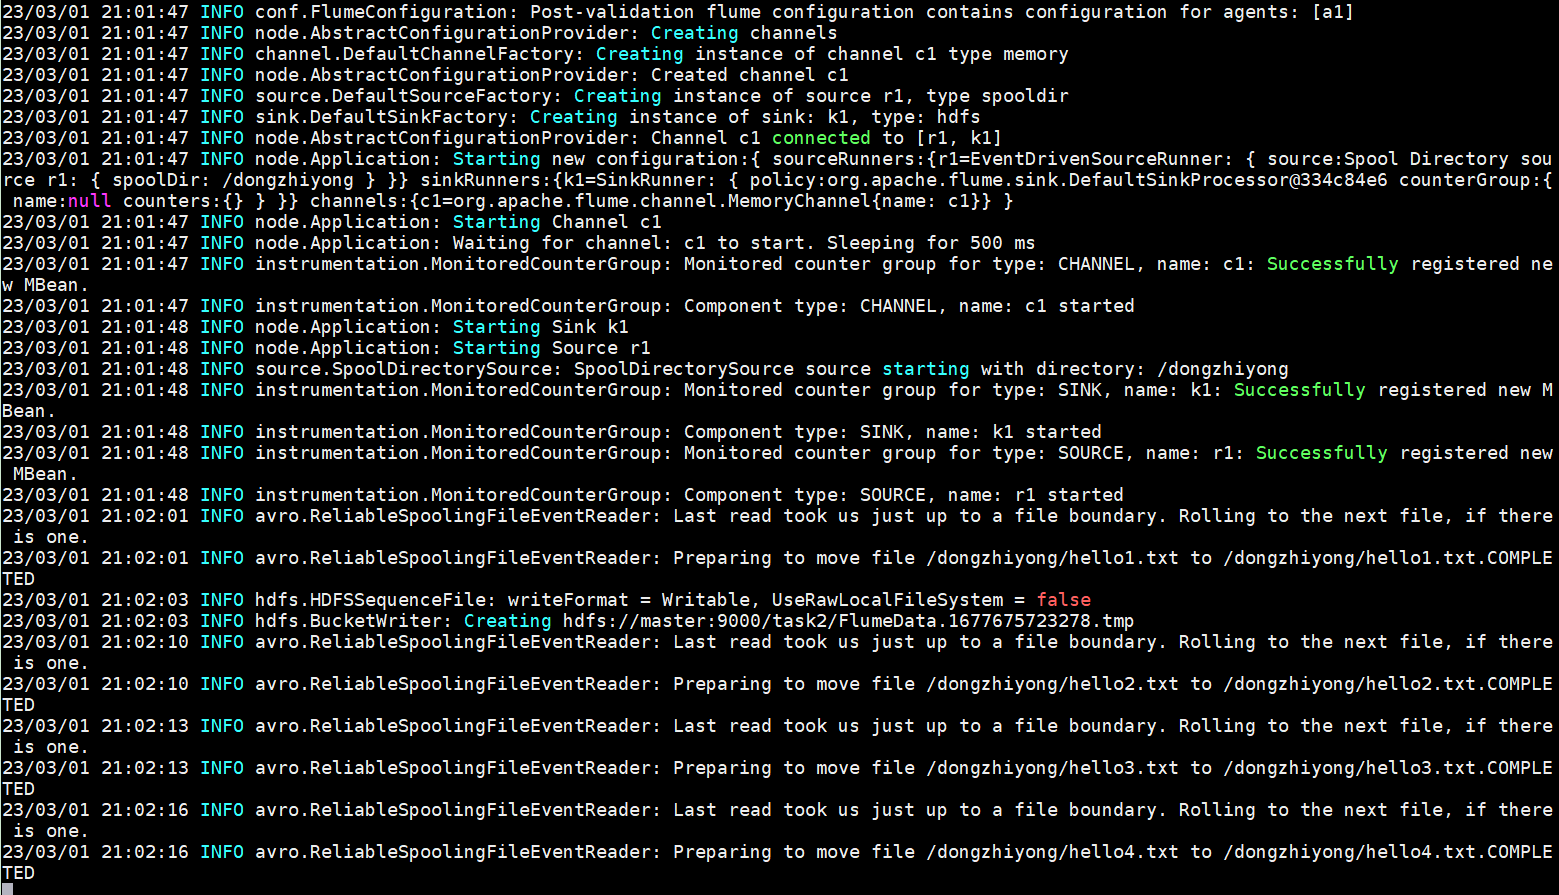 23/03/01 21:01:47 INFO conf.FlumeConfiguration: Post-validation flume configuration contains configuration for agents: [a1]
23/03/01 21:01:47 INFO node.AbstractConfigurationProvider: Creating channels
23/03/01 21:01:47 INFO channel.DefaultChannelFactory: Creating instance of channel c1 type memory
23/03/01 21:01:47 INFO node.AbstractConfigurationProvider: Created channel c1
23/03/01 21:01:47 INFO source.DefaultSourceFactory: Creating instance of source r1, type spooldir
23/03/01 21:01:47 INFO sink.DefaultSinkFactory: Creating instance of sink: k1, type: hdfs
23/03/01 21:01:47 INFO node.AbstractConfigurationProvider: Channel c1 connected to [r1, k1]
23/03/01 21:01:47 INFO node.Application: Starting new configuration:{ sourceRunners:{r1=EventDrivenSourceRunner: { source:Spool Directory sou
rce r1: { spoolDir: /dongzhiyong } }} sinkRunners:{k1=SinkRunner: { policy:org.apache.flume.sink.DefaultSinkProcessor@334c84e6 counterGroup:{
 name:null counters:{} } }} channels:{c1=org.apache.flume.channel.MemoryChannel{name: c1}} }
23/03/01 21:01:47 INFO node.Application: Starting Channel c1
23/03/01 21:01:47 INFO node.Application: Waiting for channel: c1 to start. Sleeping for 500 ms
23/03/01 21:01:47 INFO instrumentation.MonitoredCounterGroup: Monitored counter group for type: CHANNEL, name: c1: Successfully registered ne
w MBean.
23/03/01 21:01:47 INFO instrumentation.MonitoredCounterGroup: Component type: CHANNEL, name: c1 started
23/03/01 21:01:48 INFO node.Application: Starting Sink k1
23/03/01 21:01:48 INFO node.Application: Starting Source r1
23/03/01 21:01:48 INFO source.SpoolDirectorySource: SpoolDirectorySource source starting with directory: /dongzhiyong
23/03/01 21:01:48 INFO instrumentation.MonitoredCounterGroup: Monitored counter group for type: SINK, name: k1: Successfully registered new M
Bean.
23/03/01 21:01:48 INFO instrumentation.MonitoredCounterGroup: Component type: SINK, name: k1 started
23/03/01 21:01:48 INFO instrumentation.MonitoredCounterGroup: Monitored counter group for type: SOURCE, name: r1: Successfully registered new
 MBean.
23/03/01 21:01:48 INFO instrumentation.MonitoredCounterGroup: Component type: SOURCE, name: r1 started
23/03/01 21:02:01 INFO avro.ReliableSpoolingFileEventReader: Last read took us just up to a file boundary. Rolling to the next file, if there
 is one.
23/03/01 21:02:01 INFO avro.ReliableSpoolingFileEventReader: Preparing to move file /dongzhiyong/hello1.txt to /dongzhiyong/hello1.txt.COMPLE
TED
23/03/01 21:02:03 INFO hdfs.HDFSSequenceFile: writeFormat = Writable, UseRawLocalFileSystem = false
23/03/01 21:02:03 INFO hdfs.BucketWriter: Creating hdfs://master:9000/task2/FlumeData.1677675723278.tmp
23/03/01 21:02:10 INFO avro.ReliableSpoolingFileEventReader: Last read took us just up to a file boundary. Rolling to the next file, if there
 is one.
23/03/01 21:02:10 INFO avro.ReliableSpoolingFileEventReader: Preparing to move file /dongzhiyong/hello2.txt to /dongzhiyong/hello2.txt.COMPLE
TED
23/03/01 21:02:13 INFO avro.ReliableSpoolingFileEventReader: Last read took us just up to a file boundary. Rolling to the next file, if there
 is one.
23/03/01 21:02:13 INFO avro.ReliableSpoolingFileEventReader: Preparing to move file /dongzhiyong/hello3.txt to /dongzhiyong/hello3.txt.COMPLE
TED
23/03/01 21:02:16 INFO avro.ReliableSpoolingFileEventReader: Last read took us just up to a file boundary. Rolling to the next file, if there
 is one.
23/03/01 21:02:16 INFO avro.ReliableSpoolingFileEventReader: Preparing to move file /dongzhiyong/hello4.txt to /dongzhiyong/hello4.txt.COMPLE
TED